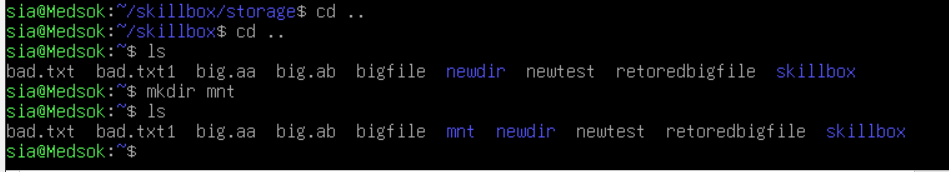 sia@Medsok:~/skillbox/storage$ cd ..
sia@Medsok:~/skillbox$ cd ..
sia@Medsok:~$ ls
bad.txt  bad.txt1  big.aa  big.ab  bigfile  newdir  newtest  retoredbigfile  skillbox
sia@Medsok:~$ mkdir mnt
sia@Medsok:~$ ls
bad.txt  bad.txt1  big.aa  big.ab  bigfile  mnt  newdir  newtest  retoredbigfile  skillbox
sia@Medsok:~$